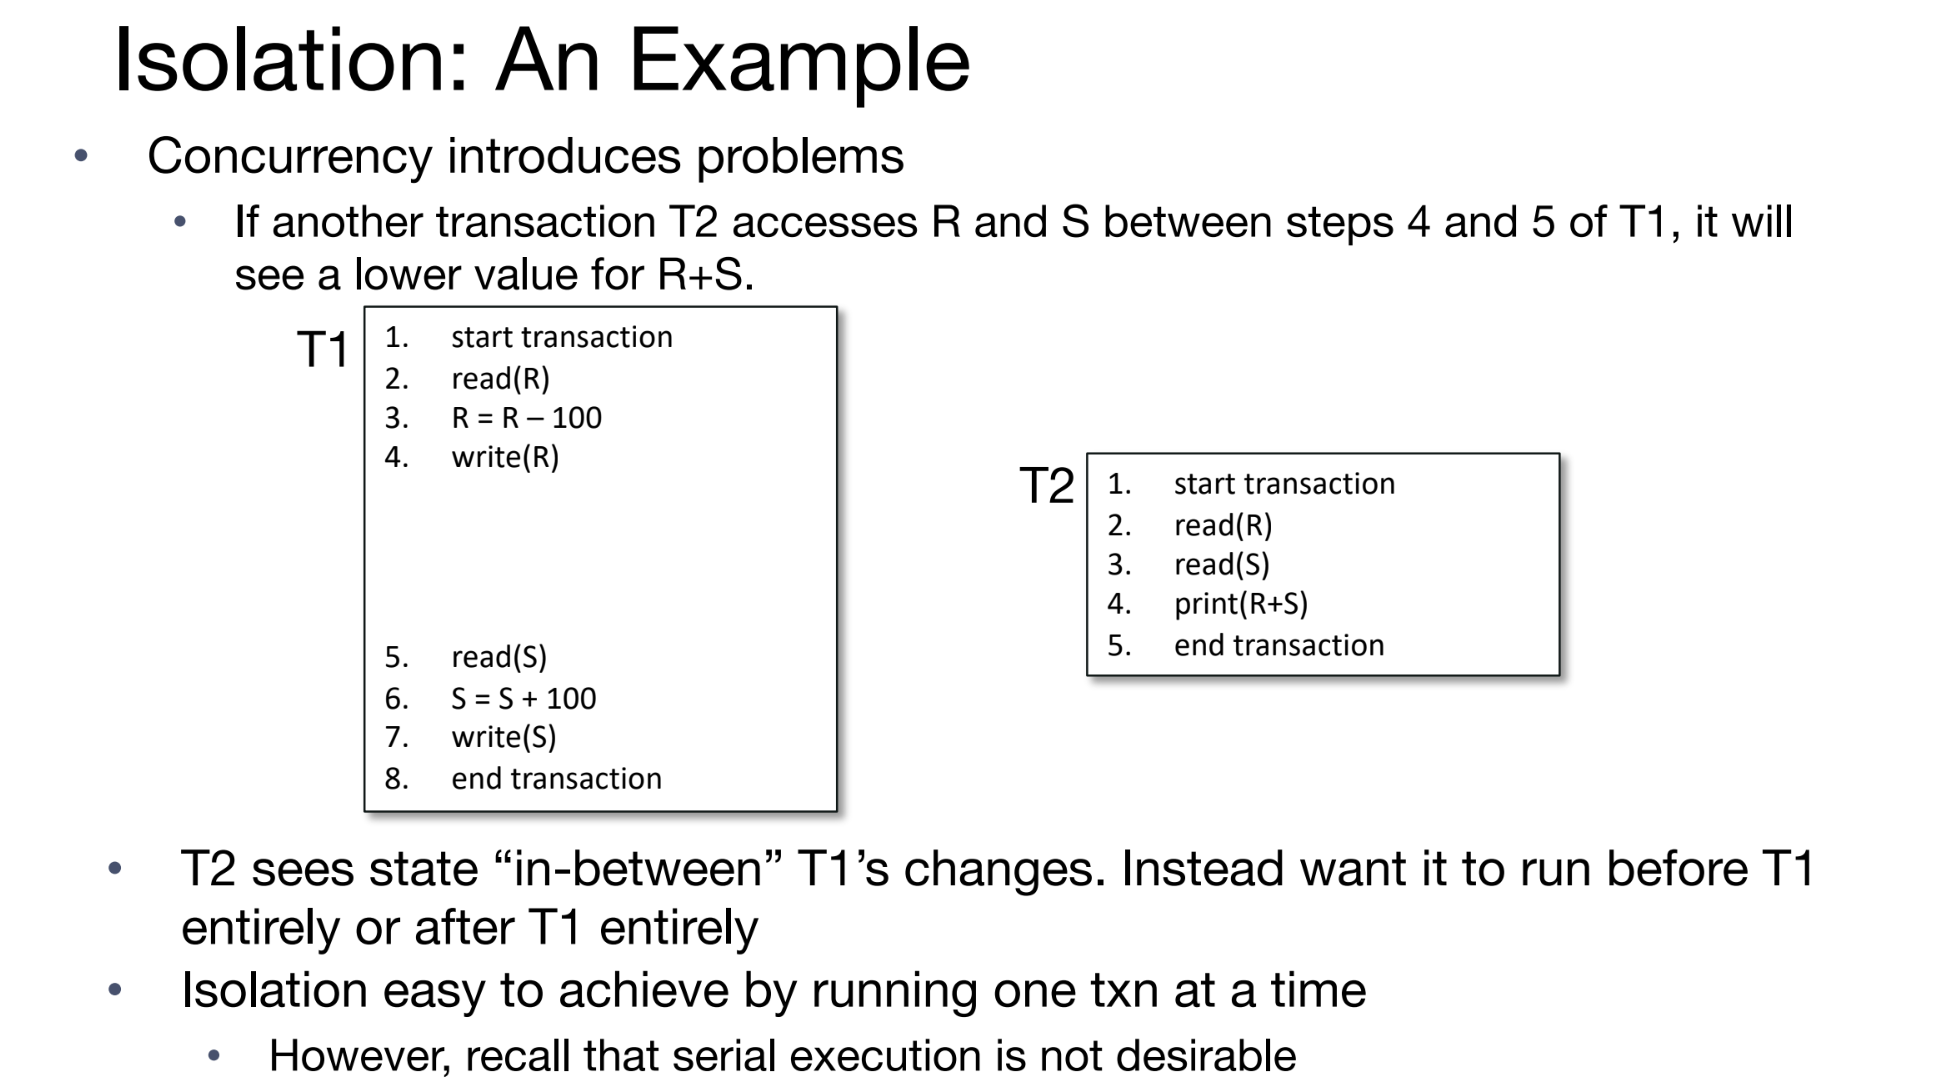 Isolation: An Example
• Concurrency introduces problems
• If another transaction T2 accesses R and S between steps 4 and 5 of T1, it will
see a lower value for R+S.
T1
1. start transaction
2. read(R)
3. R = R – 100
4. write(R)
5. read(S)
6. S = S + 100
7. write(S)
8. end transaction
T2
1. start transaction
2. read(R)
3. read(S)
4. print(R+S)
5. end transaction
• T2 sees state “in-between” T1’s changes. Instead want it to run before T1
entirely or after T1 entirely
• Isolation easy to achieve by running one txn at a time
• However, recall that serial execution is not desirable